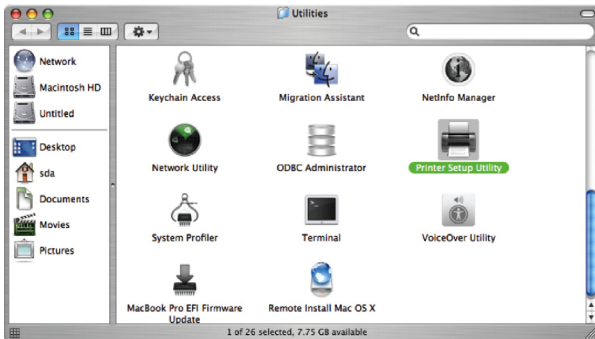 Utilities
Network
Macintosh HD
Untitled
Desktop
sda
Documents
Movies
Pictures
Keychain Access
Migration Assistant
NetInfo Manager
Network Utility
ODBC Administrator
Printer Setup Utility
System Profiler
Terminal
VoiceOver Utility
MacBook Pro EFI Firmware
Update
Remote Install Mac OS X
1 of 26 selected, 7.75 GB available